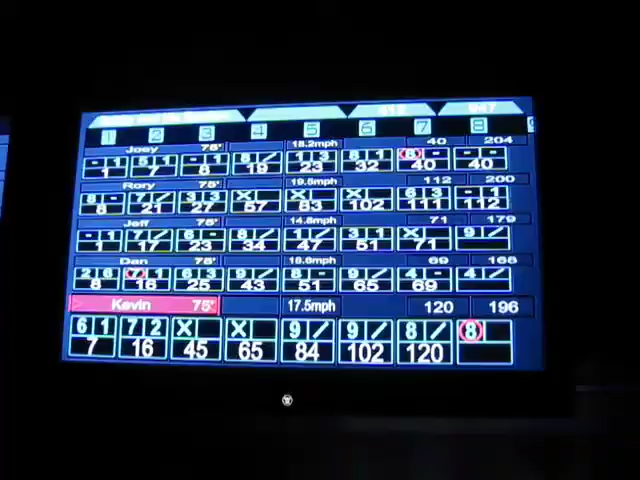 1 2 3 4 5 6 7 8
Joey 75' 18.2mph 40 204
- 1 5 1 - 1 8 / 1 3 8 1 8 - - -
1 7 8 19 23 32 40 40
Rory 75' 19.5mph 112 200
8 - 7 / 3 3 X X X 6 3 - 1
8 21 27 57 83 102 111 112
Jeff 75' 14.8mph 71 179
- 1 7 / 6 - 8 / 1 / 3 1 X 9 /
1 17 23 34 47 51 71
Dan 75' 18.6mph 69 168
2 6 7 1 6 3 9 / 8 - 9 / 4 - 4 /
8 16 25 43 51 65 69
Kevin 75' 17.5mph 120 196
6 1 7 2 X X 9 / 9 / 8 / 8
7 16 45 65 84 102 120